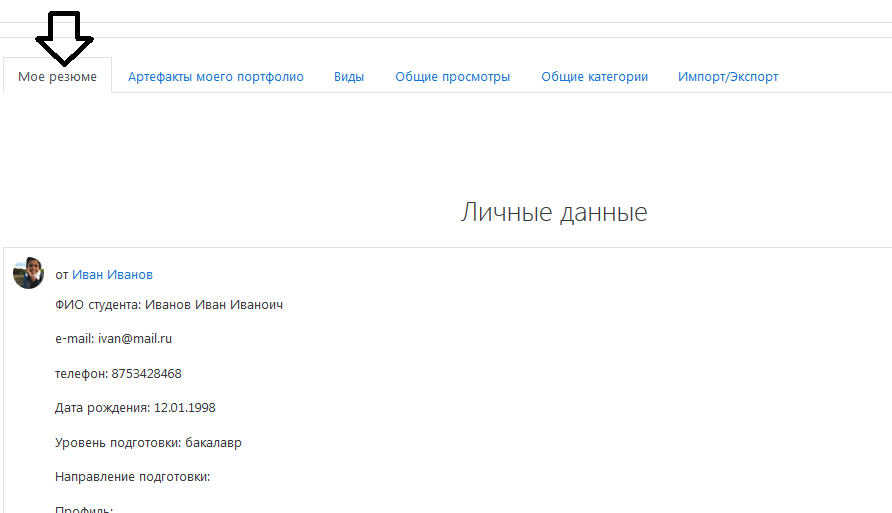 Мое резюме Артефакты моего портфолио Виды Общие просмотры Общие категории Импорт/Экспорт
Личные данные
от Иван Иванов
ФИО студента: Иванов Иван Иваноич
e-mail: ivan@mail.ru
телефон: 8753428468
Дата рождения: 12.01.1998
Уровень подготовки: бакалавр
Направление подготовки:
Профиль: